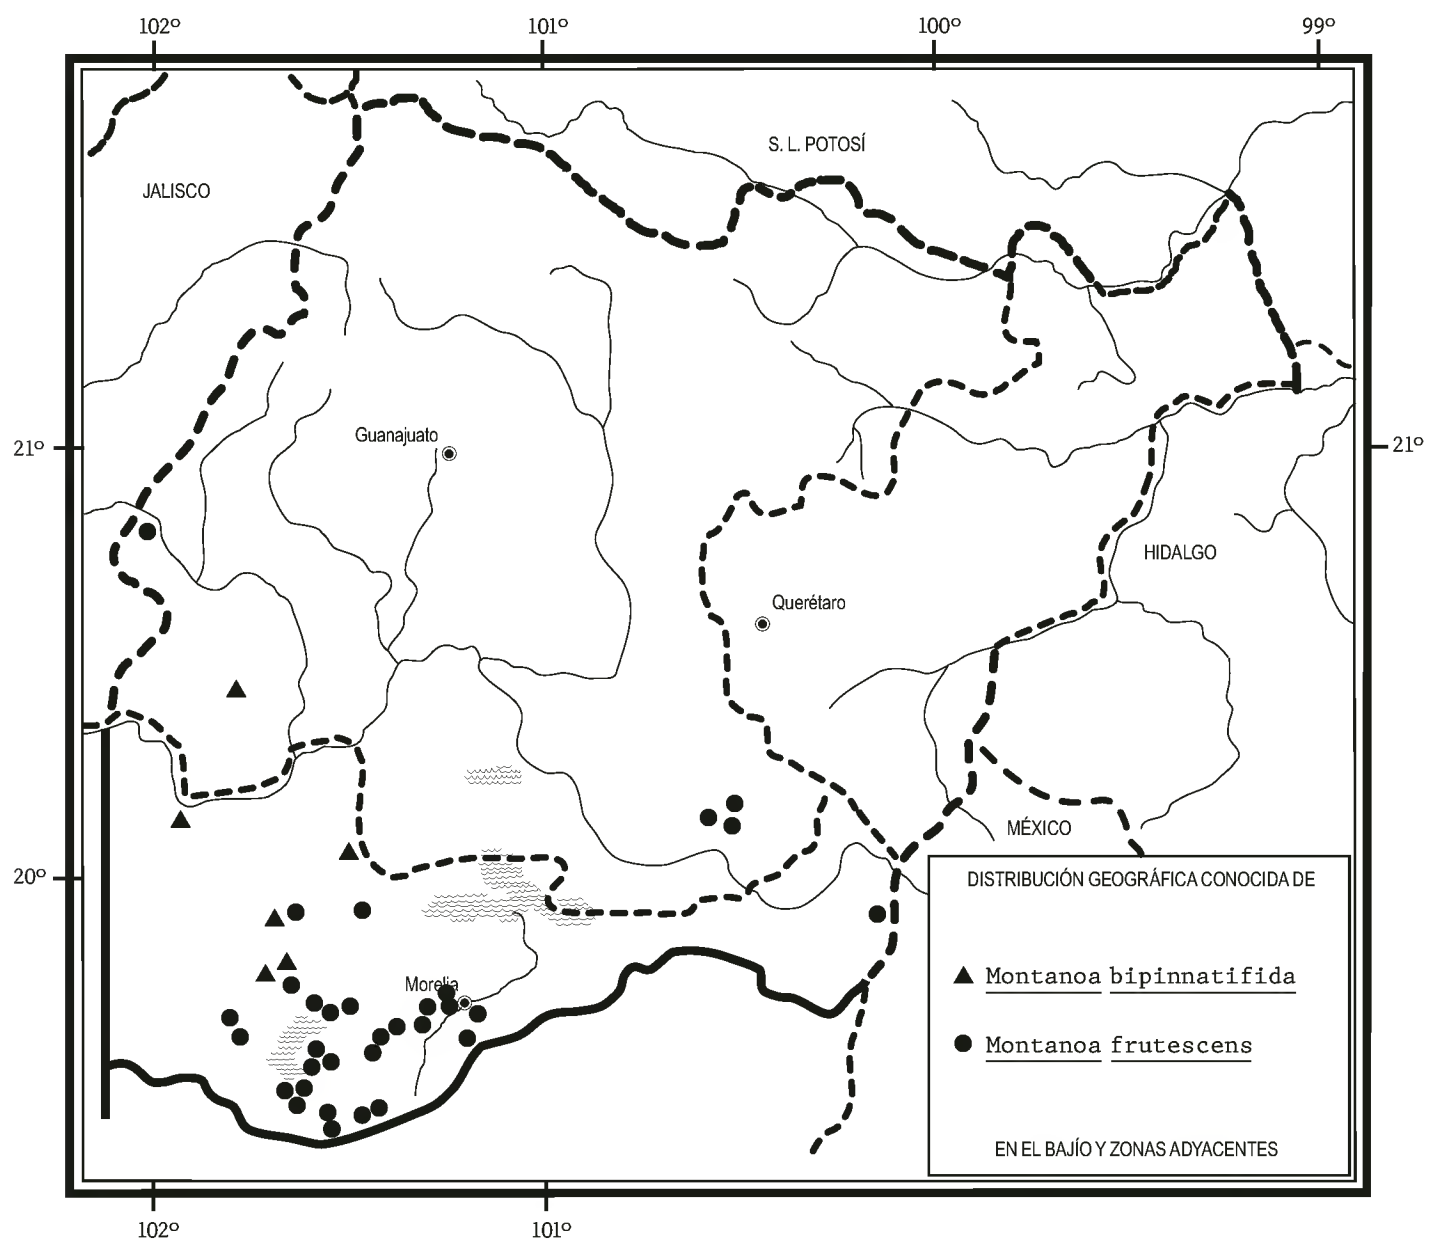 102º 101º 100º 99º
S. L. POTOSÍ
JALISCO
Guanajuato
21º 21º
HIDALGO
Querétaro
MÉXICO
20º
DISTRIBUCIÓN GEOGRÁFICA CONOCIDA DE
Montanoa bipinnatifida
Morelia
Montanoa frutescens
EN EL BAJÍO Y ZONAS ADYACENTES
102º 101º